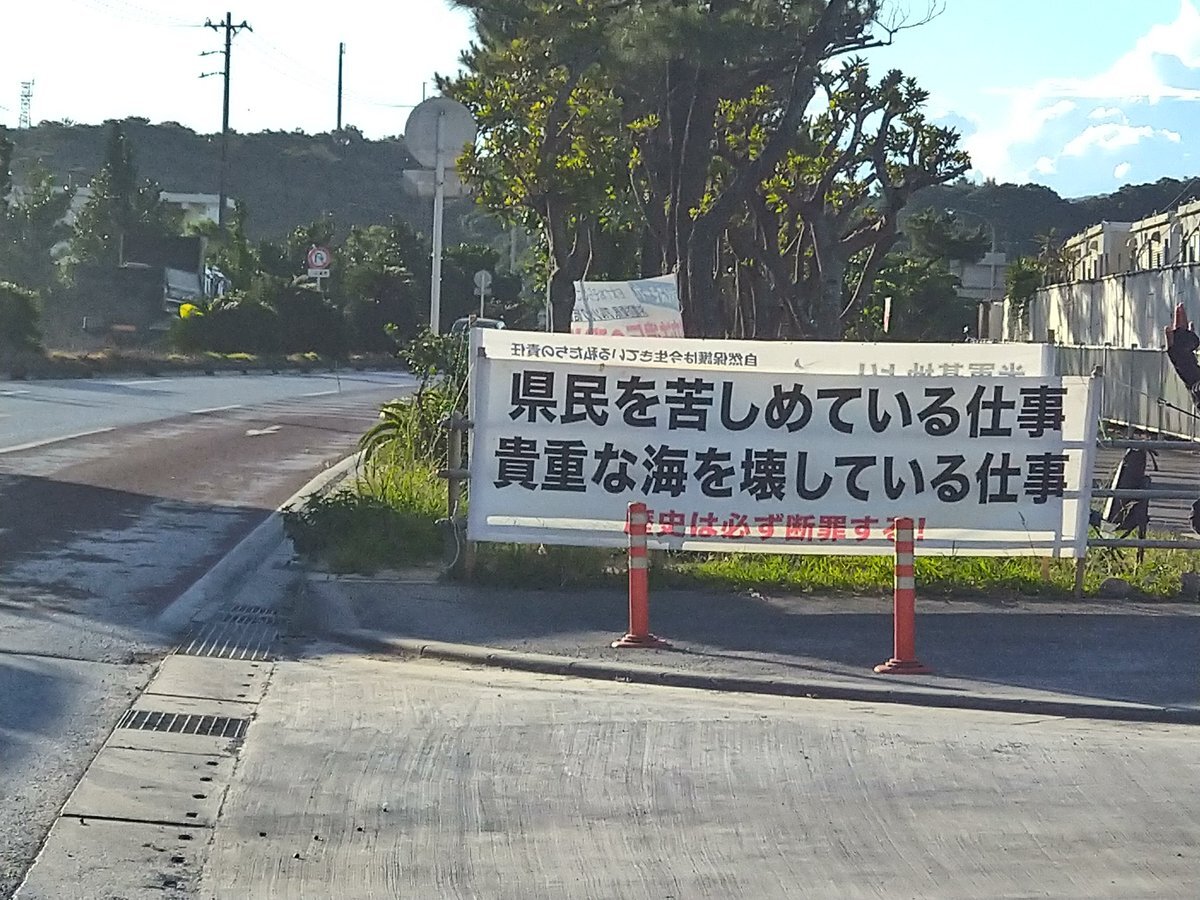 自然保護は今生きている私たちの責任
県民を苦しめている仕事
貴重な海を壊している仕事
歴史は必ず断罪する!